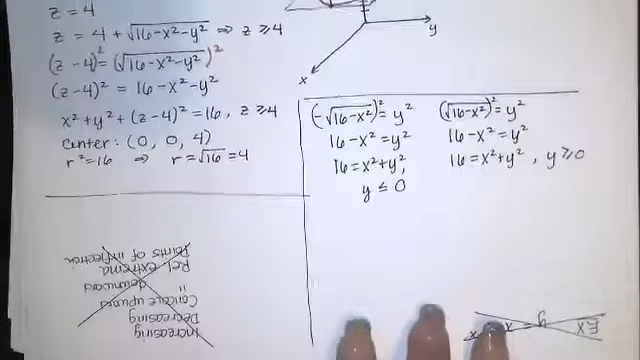 z = 4
z = 4 + √16-x²-y² ⇒ z ≥ 4
(z-4)² = (√16-x²-y²)²
(z-4)² = 16-x²-y²
x²+y²+(z-4)² = 16, z ≥ 4
center: (0, 0, 4)
r² = 16 ⇒ r = √16 = 4
y
x
(-√16-x²)² = y²
16-x² = y²
16 = x²+y²,
y ≤ 0
(√16-x²)² = y²
16-x² = y²
16 = x²+y², y ≥ 0
Increasing
Decreasing
Concave upward
" downward
Rel. extrema
Points of inflection
EX
y
x